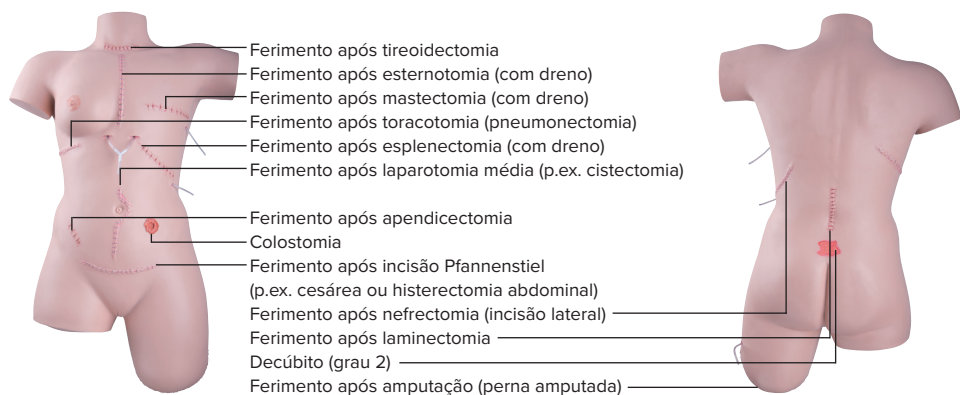 Ferimento após tireoidectomia
Ferimento após esternotomia (com dreno)
Ferimento após mastectomia (com dreno)
Ferimento após toracotomia (pneumonectomia)
Ferimento após esplenectomia (com dreno)
Ferimento após laparotomia média (p.ex. cistectomia)
Ferimento após apendicectomia
Colostomia
Ferimento após incisão Pfannenstiel
(p.ex. cesárea ou histerectomia abdominal)
Ferimento após nefrectomia (incisão lateral)
Ferimento após laminectomia
Decúbito (grau 2)
Ferimento após amputação (perna amputada)